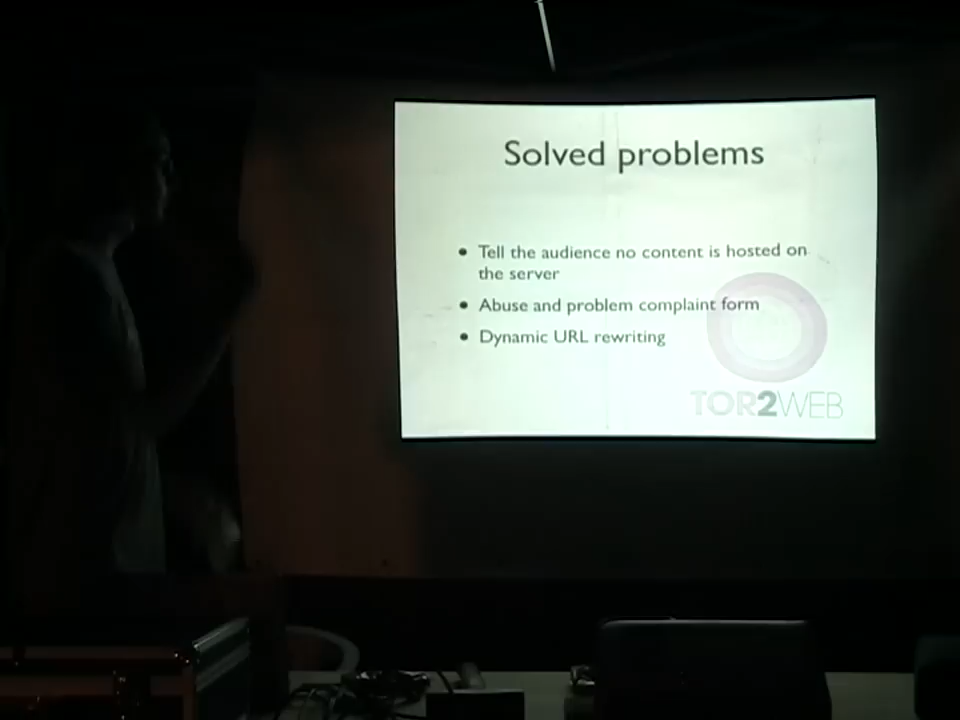 Solved problems
• Tell the audience no content is hosted on
the server
• Abuse and problem complaint form
• Dynamic URL rewriting
TOR2WEB